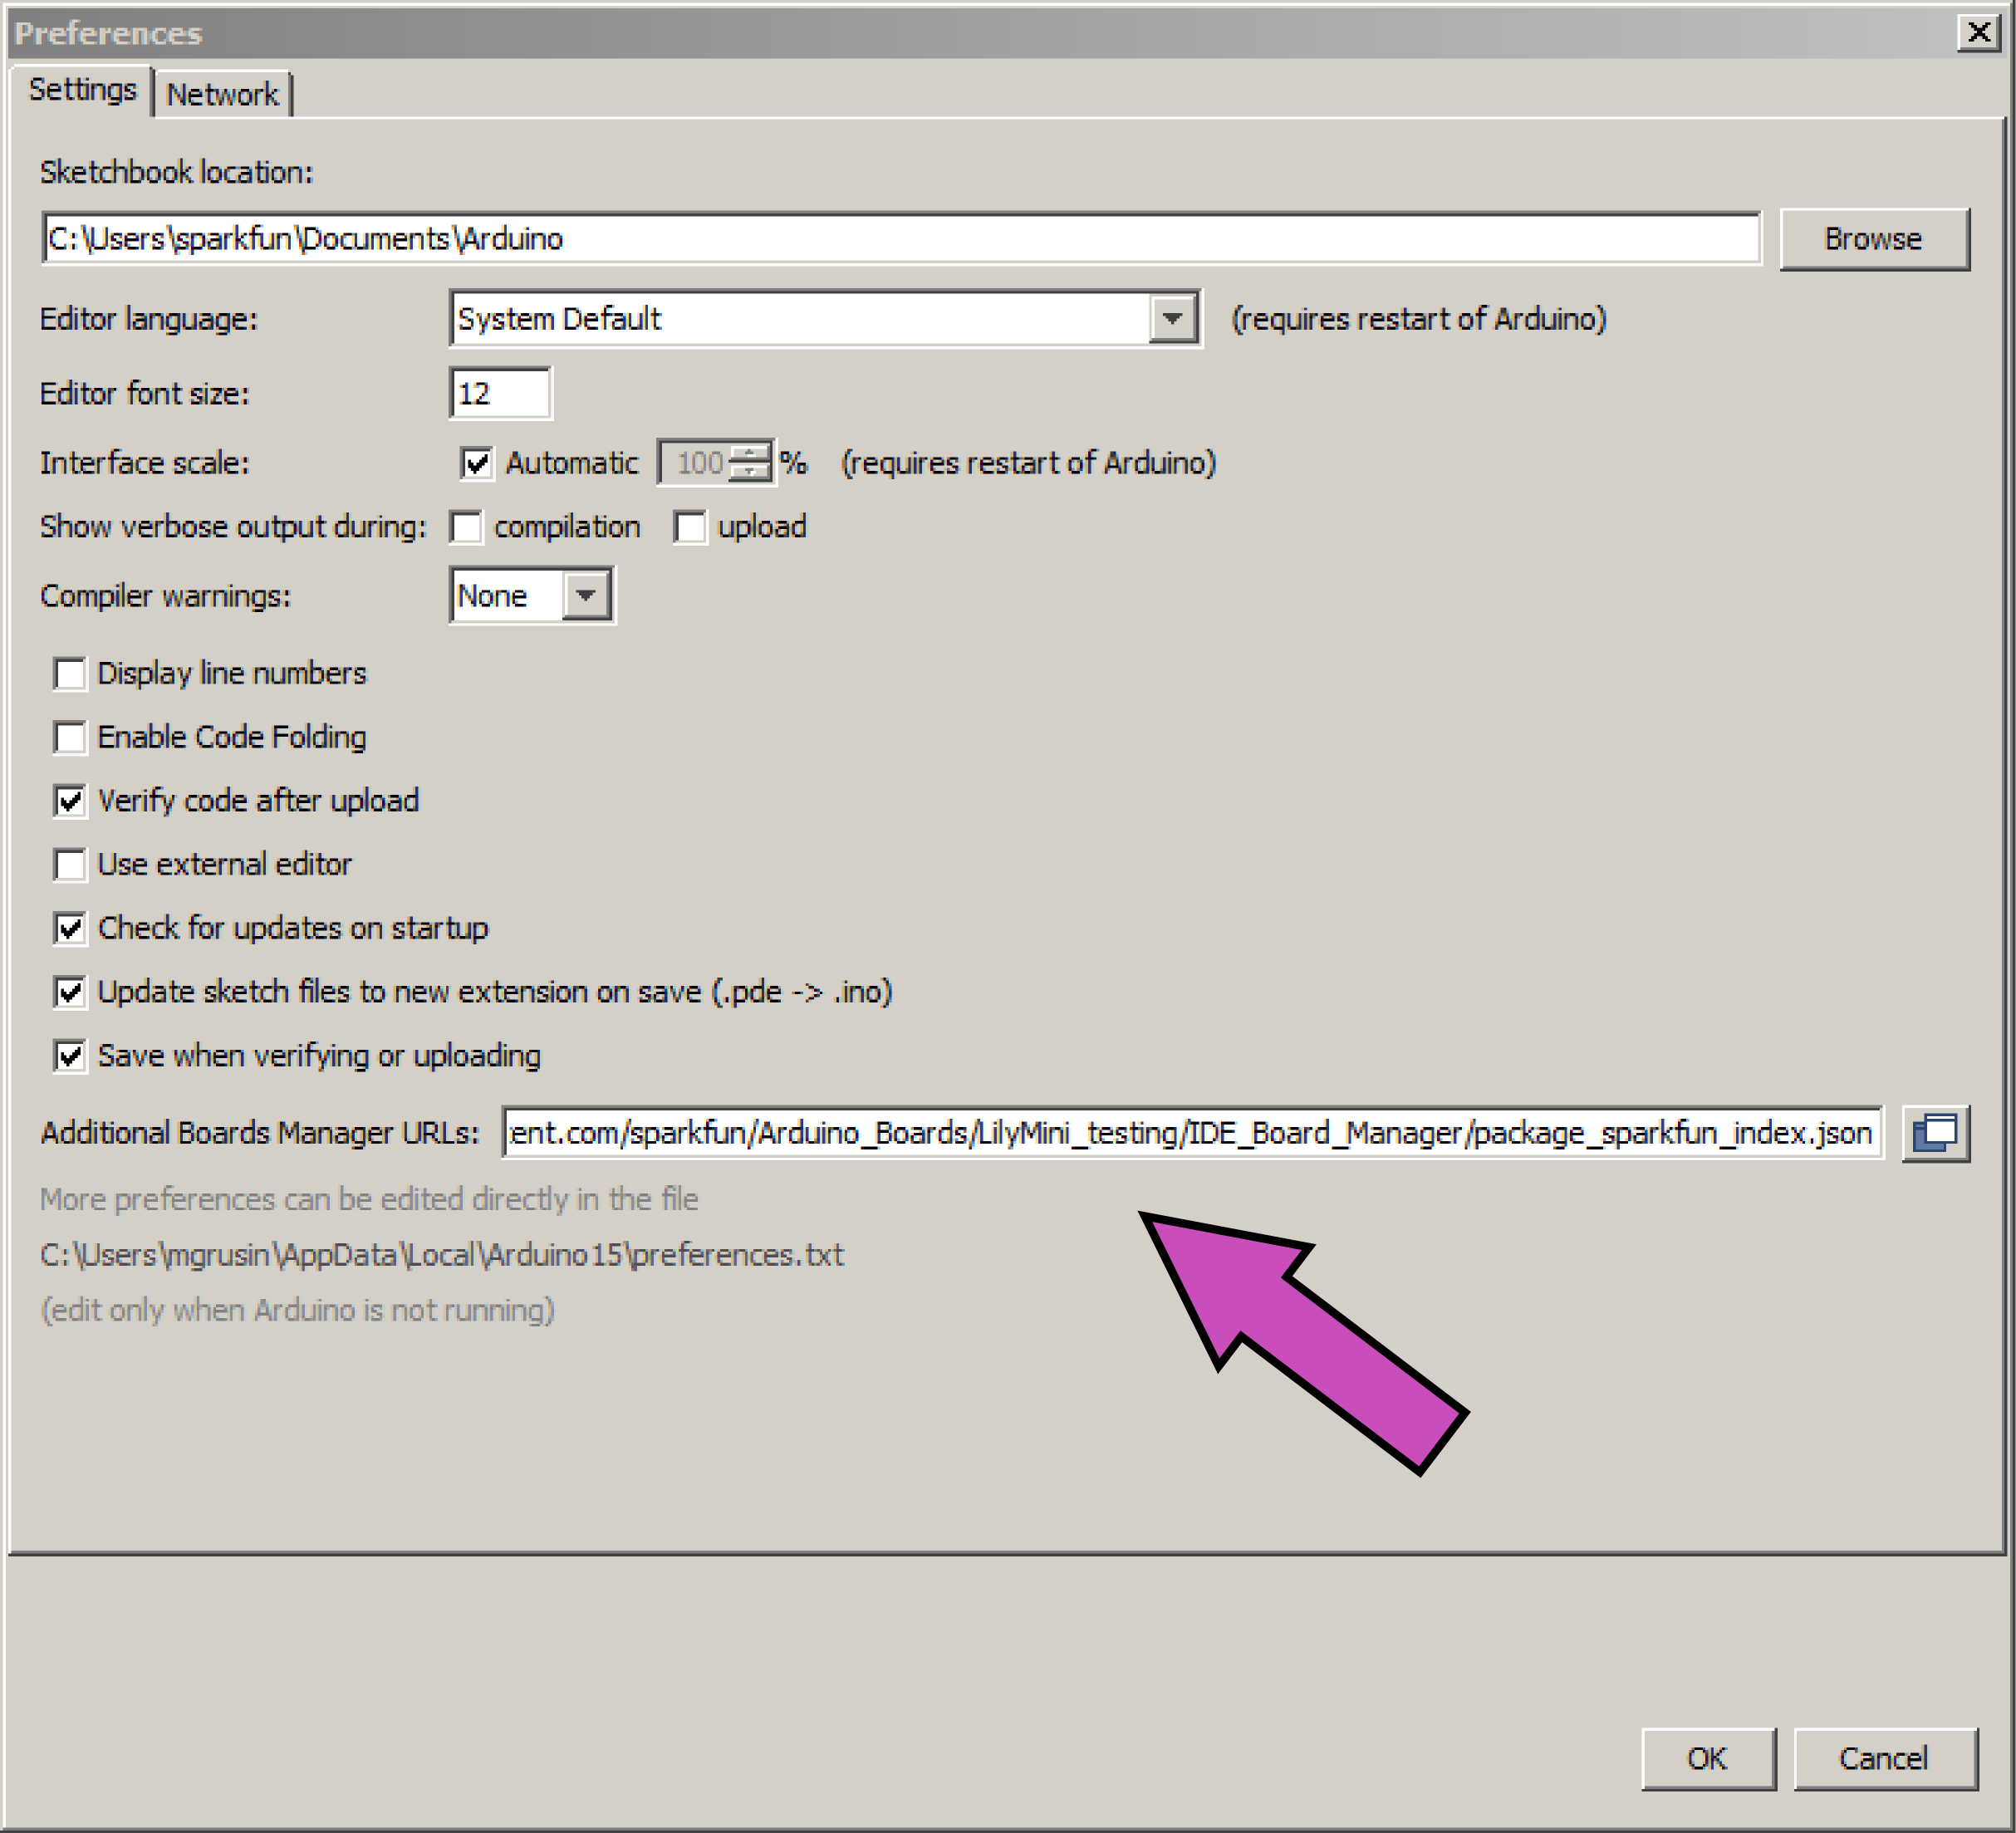 Preferences
Settings Network
Sketchbook location:
C:\Users\sparkfun\Documents\Arduino Browse
Editor language: System Default (requires restart of Arduino)
Editor font size: 12
Interface scale: Automatic 100 % (requires restart of Arduino)
Show verbose output during: compilation upload
Compiler warnings: None
Display line numbers
Enable Code Folding
Verify code after upload
Use external editor
Check for updates on startup
Update sketch files to new extension on save (.pde -> .ino)
Save when verifying or uploading
Additional Boards Manager URLs: ent.com/sparkfun/Arduino_Boards/LilyMini_testing/IDE_Board_Manager/package_sparkfun_index.json
More preferences can be edited directly in the file
C:\Users\mgrusin\AppData\Local\Arduino15\preferences.txt
(edit only when Arduino is not running)
OK Cancel